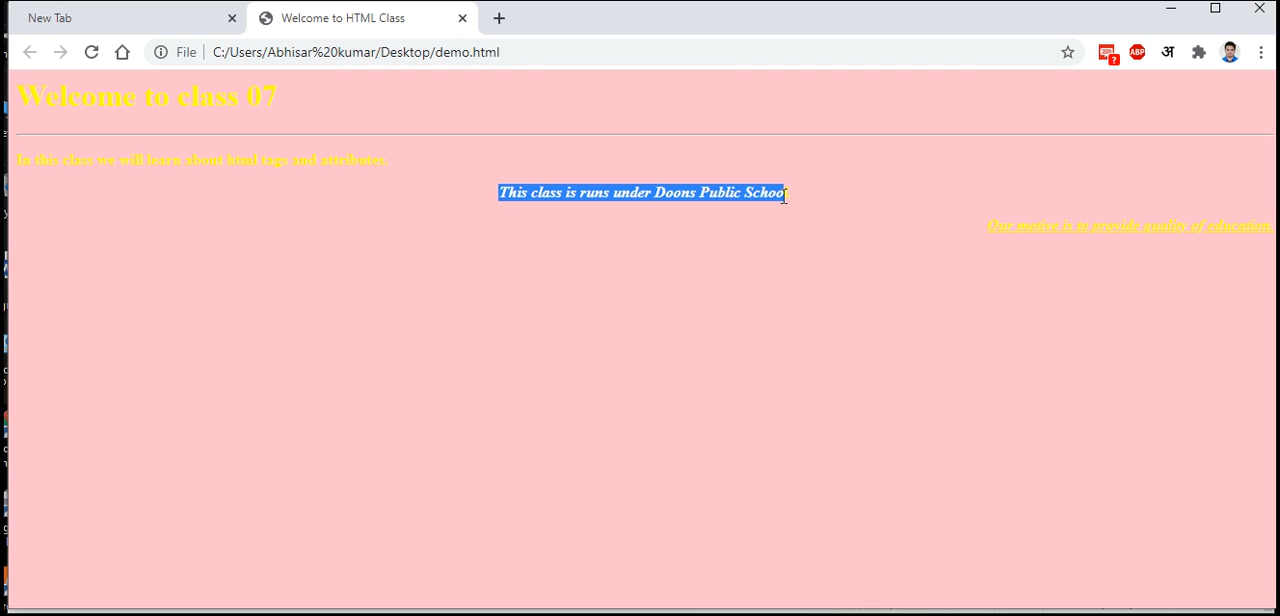 New Tab
Welcome to HTML Class
File
C:/Users/Abhisar%20kumar/Desktop/demo.html
?
ABP
अ
Welcome to class 07
In this class we will learn about html tags and attributes.
This class is runs under Doons Public School
Our motive is to provide quality of education.